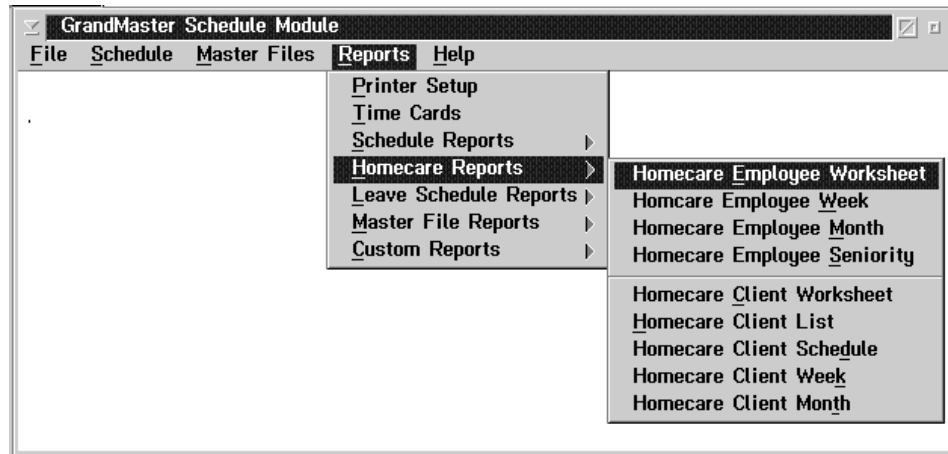 GrandMaster Schedule Module
File Schedule Master Files Reports Help
Printer Setup
Time Cards
Schedule Reports
Homecare Reports
Leave Schedule Reports
Master File Reports
Custom Reports
Homecare Employee Worksheet
Homcare Employee Week
Homecare Employee Month
Homecare Employee Seniority
Homecare Client Worksheet
Homecare Client List
Homecare Client Schedule
Homecare Client Week
Homecare Client Month